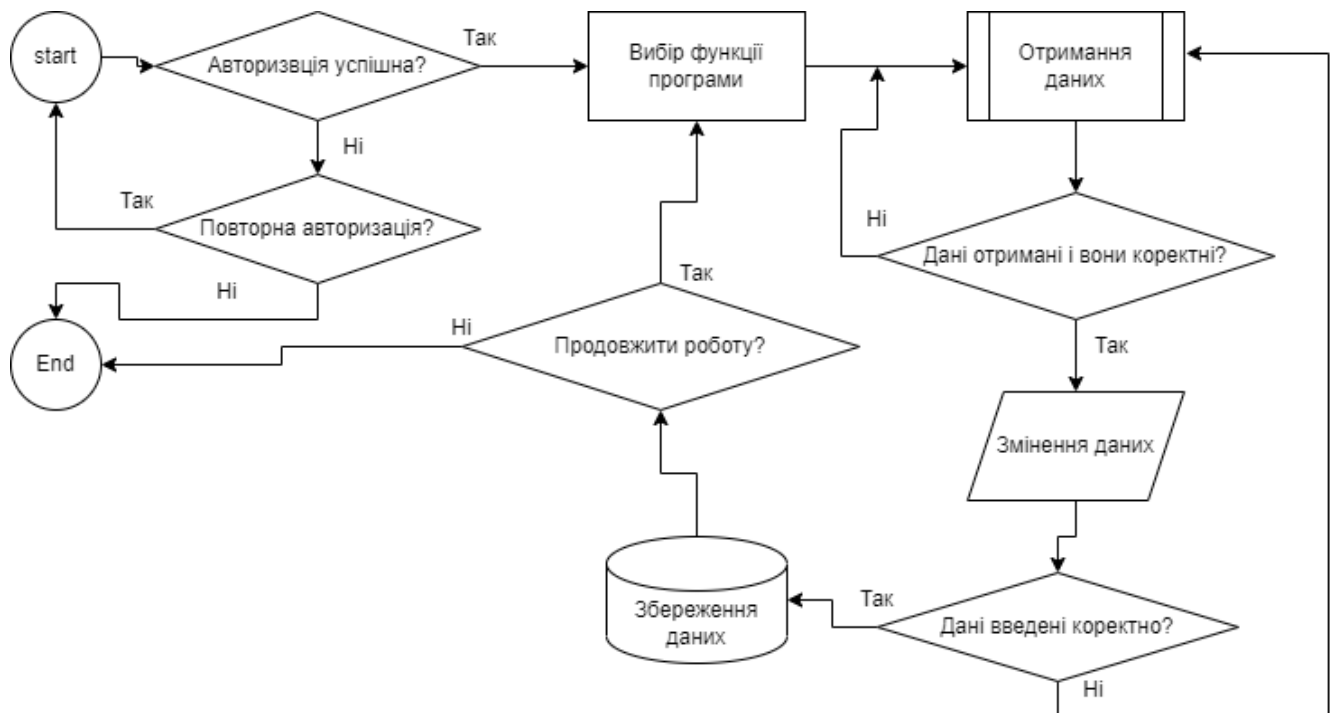 start
Авторизвція успішна?
Так
Вибір функції
програми
Отримання
даних
Ні
Так
Повторна авторизація?
Ні
Ні
Дані отримані і вони коректні?
Так
Ні
Продовжити роботу?
End
Так
Змінення даних
Збереження
даних
Так
Дані введені коректно?
Ні